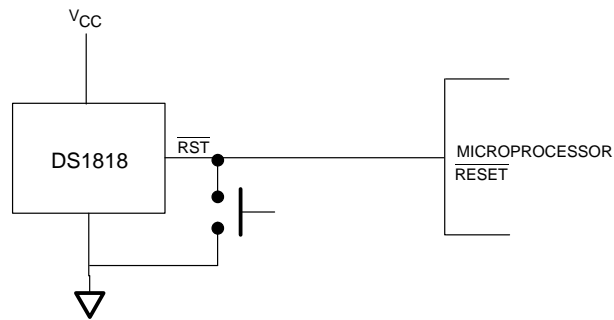 VCC
DS1818
RST
MICROPROCESSOR
RESET